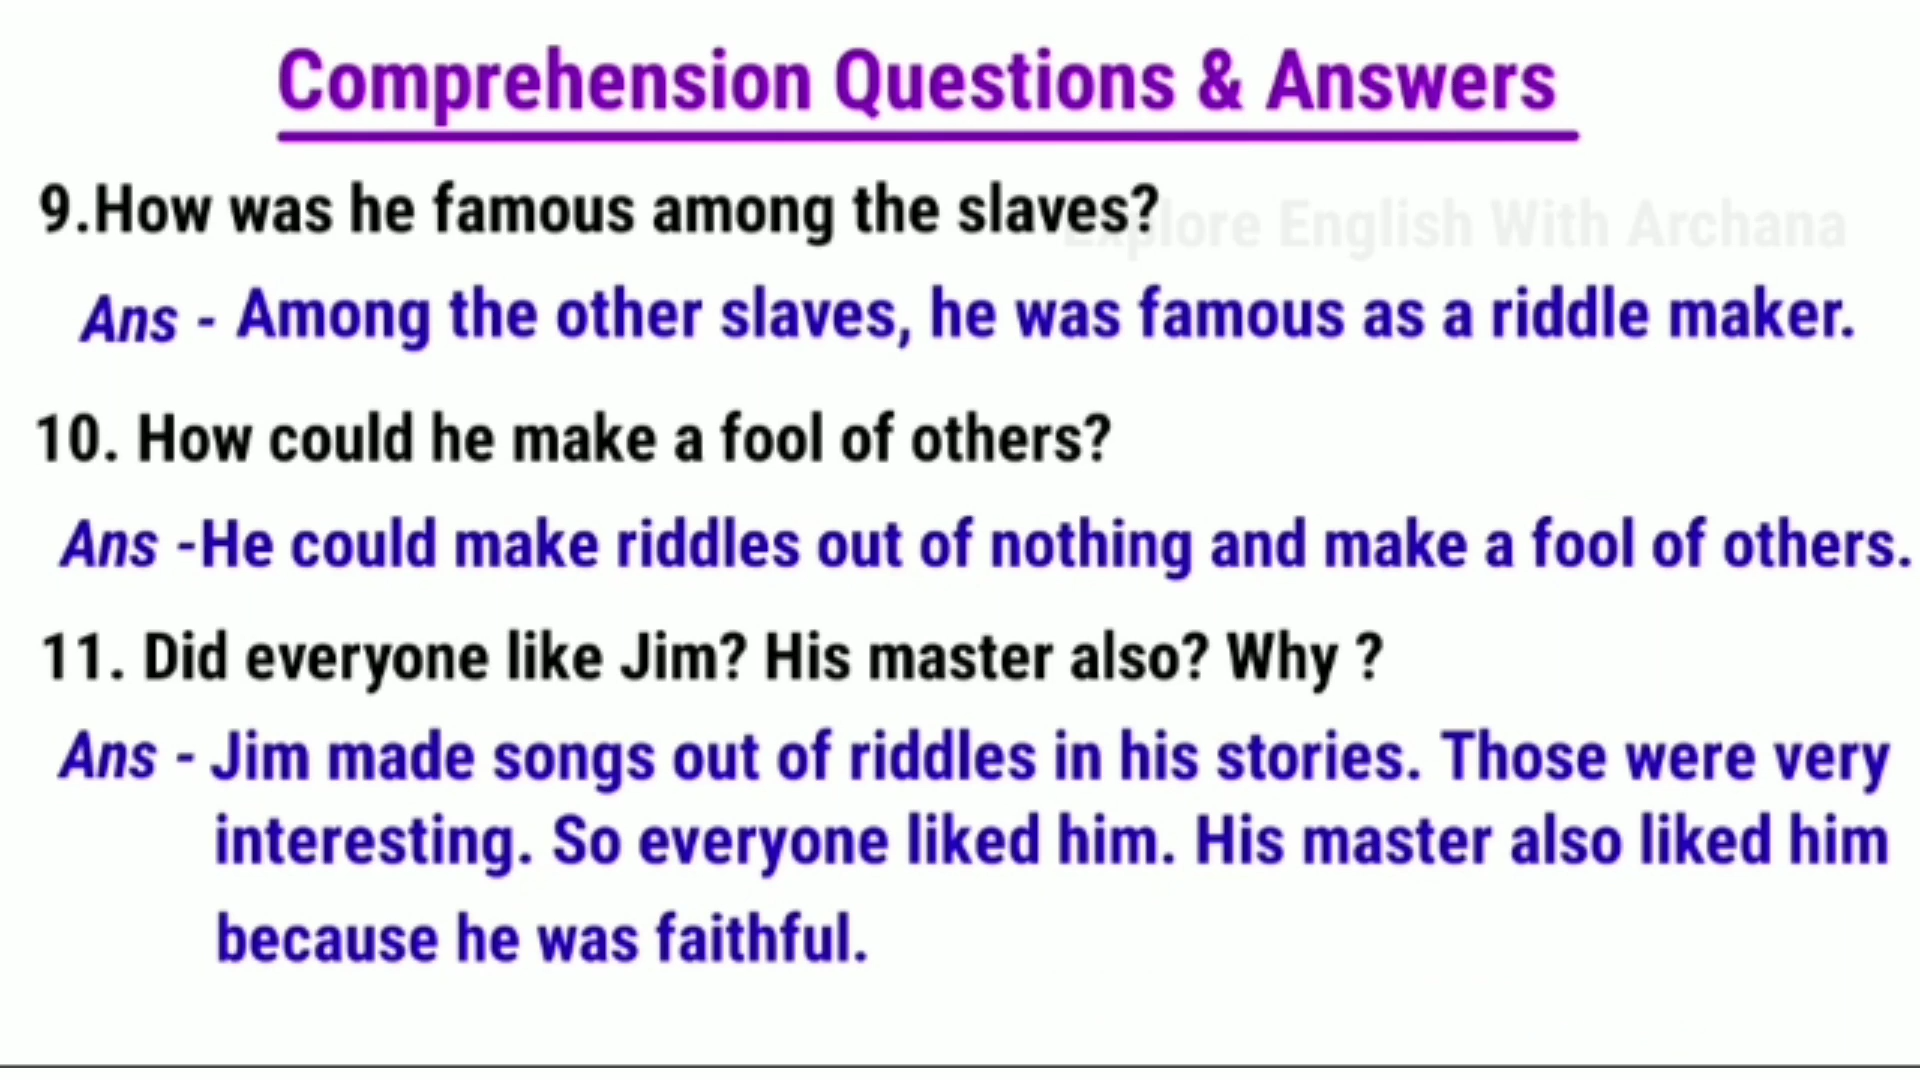 Comprehension Questions & Answers
9.How was he famous among the slaves?
Explore English With Archana
Ans - Among the other slaves, he was famous as a riddle maker.
10. How could he make a fool of others?
Ans -He could make riddles out of nothing and make a fool of others.
11. Did everyone like Jim? His master also? Why ?
Ans - Jim made songs out of riddles in his stories. Those were very
interesting. So everyone liked him. His master also liked him
because he was faithful.